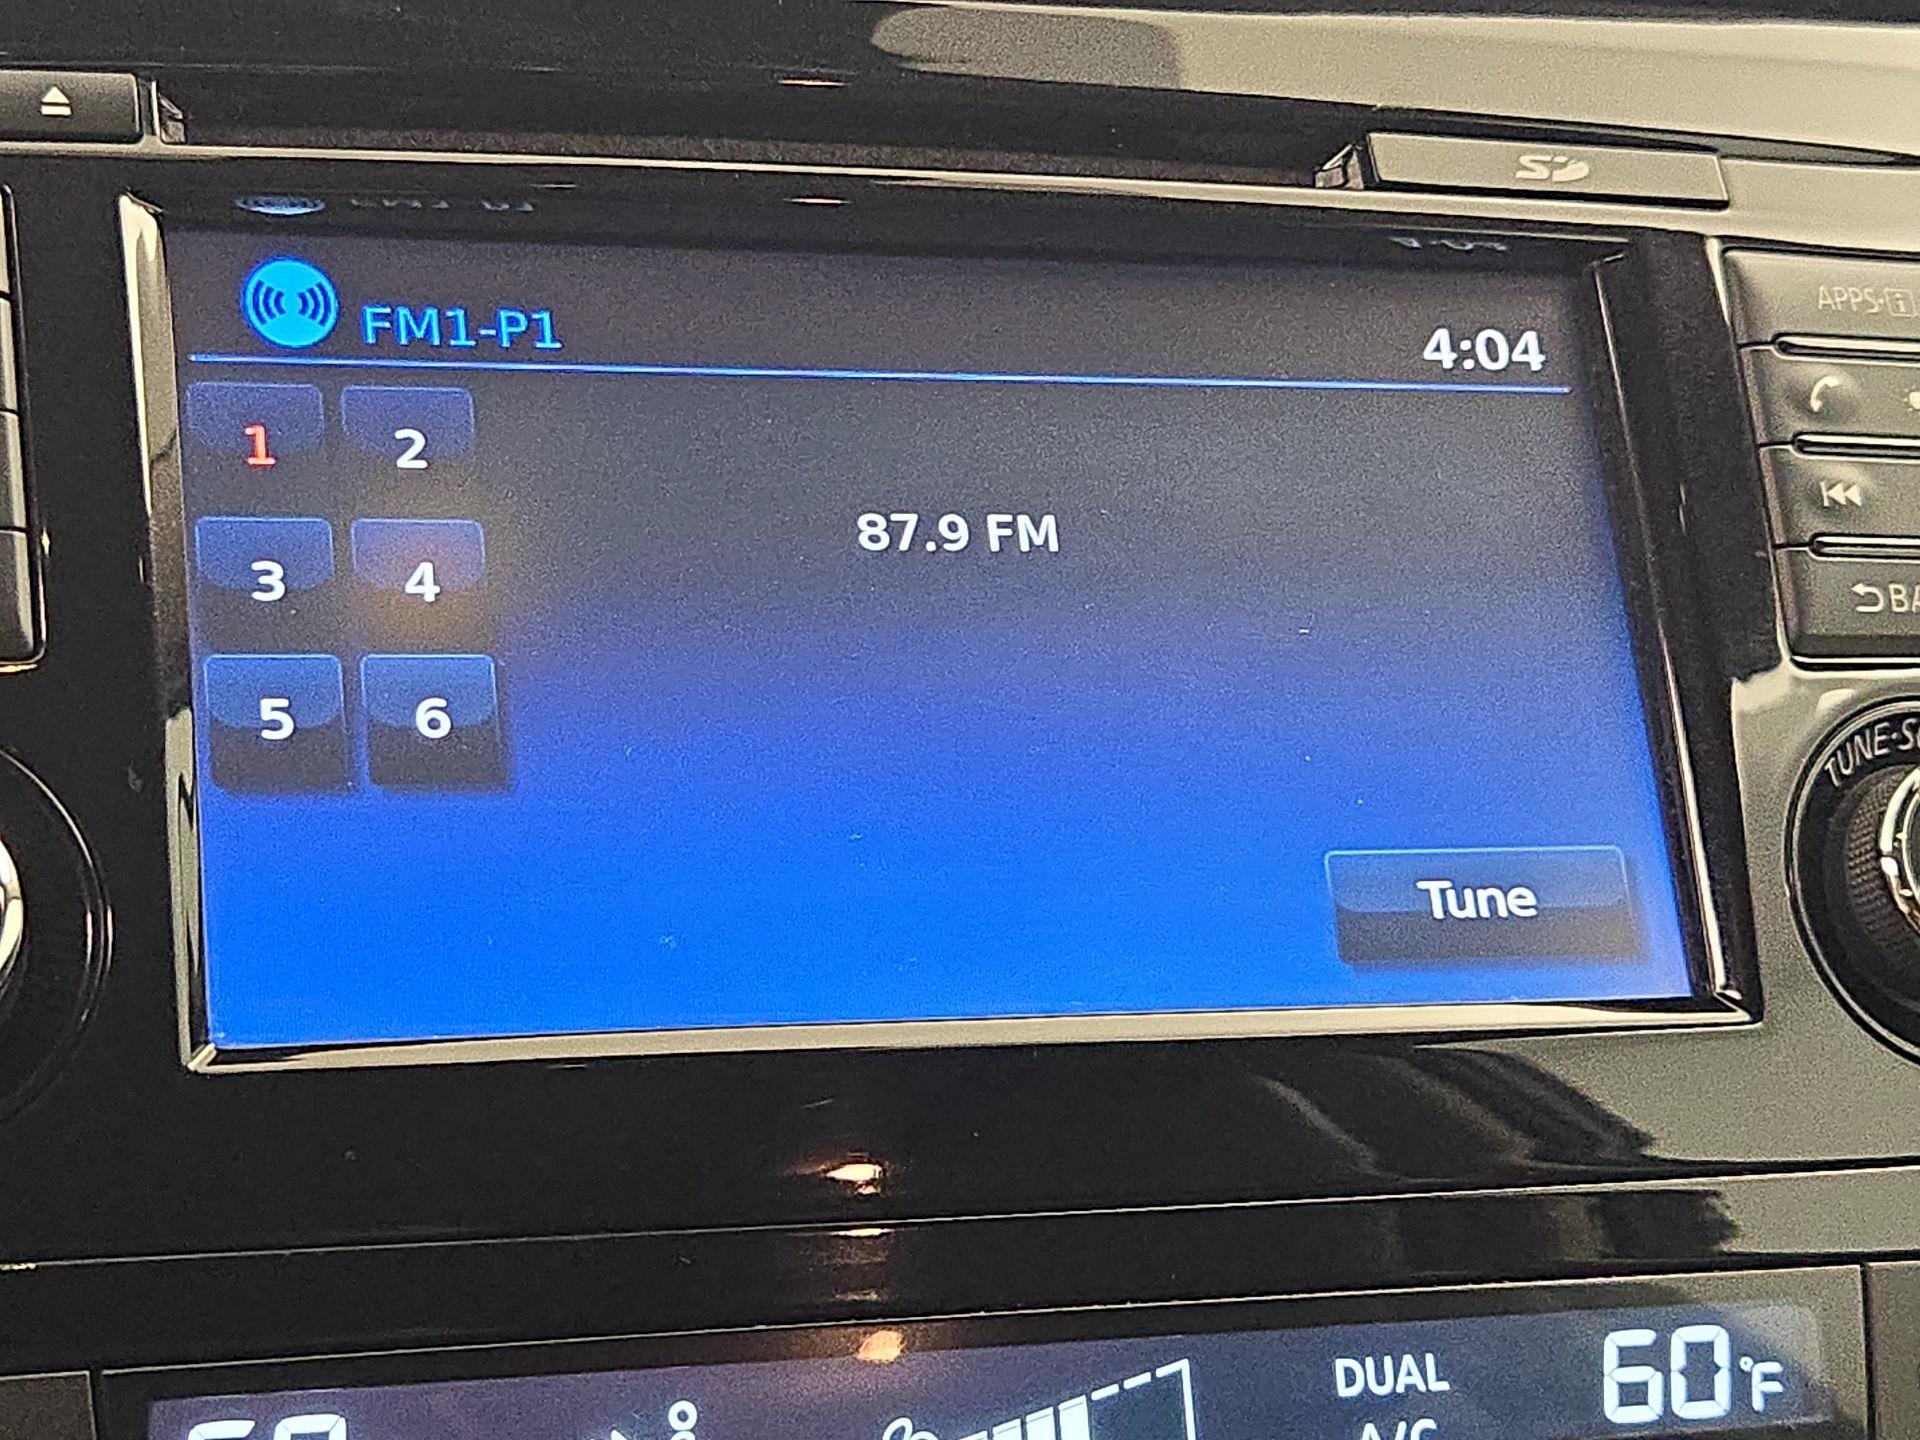 SD
FM1-P1
4:04
APPS·i
1 2
87.9 FM
3 4
5 6
Tune
DUAL
60°F
A/C